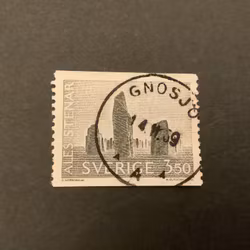 GNOSJÖ
ALES STENAR
SVERIGE 3.50